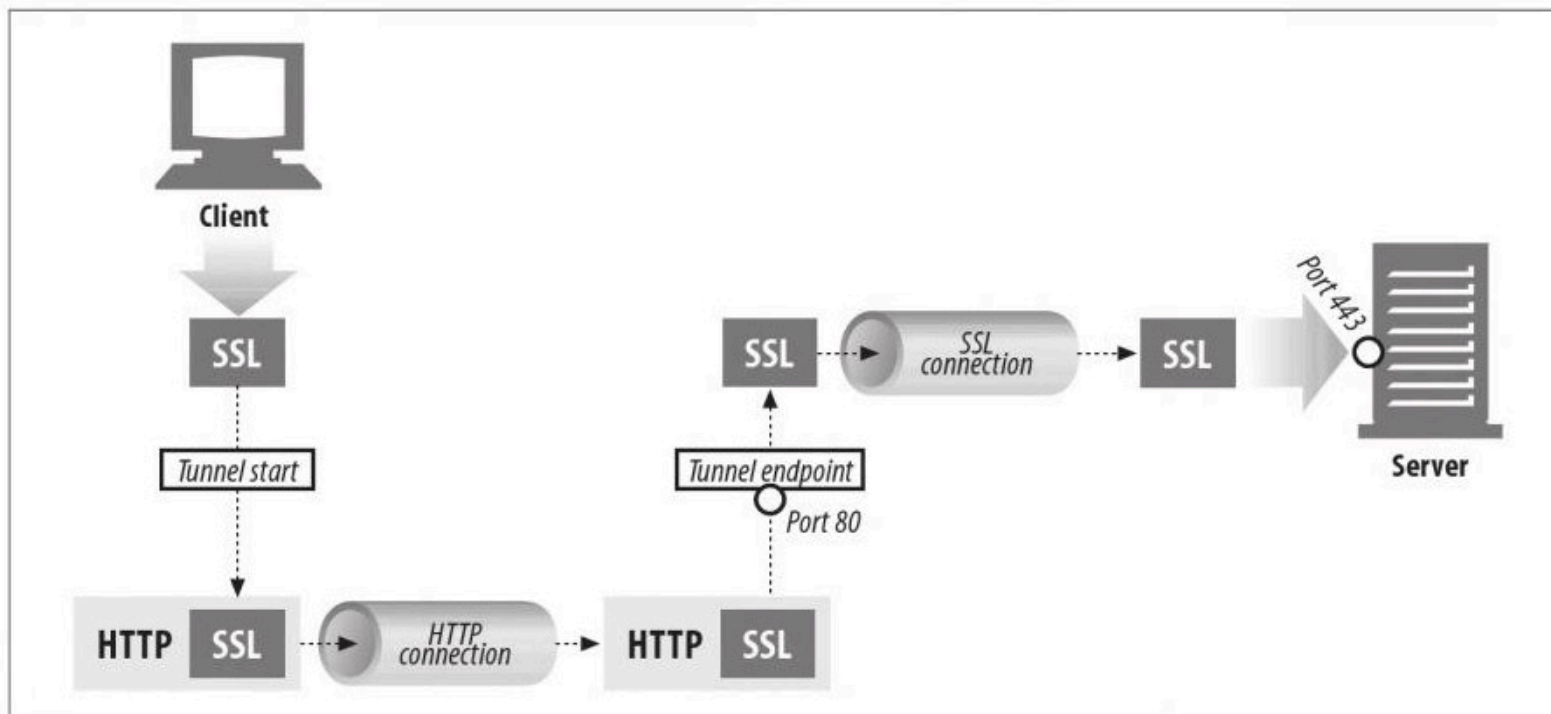 Client
SSL
Tunnel start
HTTP
SSL
HTTP
connection
HTTP
SSL
Port 80
Tunnel endpoint
SSL
SSL
connection
SSL
Port 443
Server